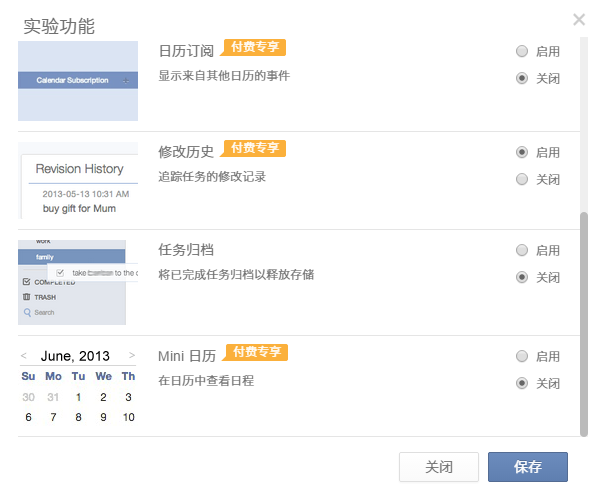 实验功能
Calendar Subscription
日历订阅 付费专享
显示来自其他日历的事件
启用
关闭
Revision History
2013-05-13 10:31 AM
buy gift for Mum
修改历史 付费专享
追踪任务的修改记录
启用
关闭
work
family
COMPLETED
TRASH
Search
任务归档
将已完成任务归档以释放存储
启用
关闭
< June, 2013 >
Su Mo Tu We Th
30 31 1 2 3
6 7 8 9 10
Mini 日历 付费专享
在日历中查看日程
启用
关闭
关闭 保存